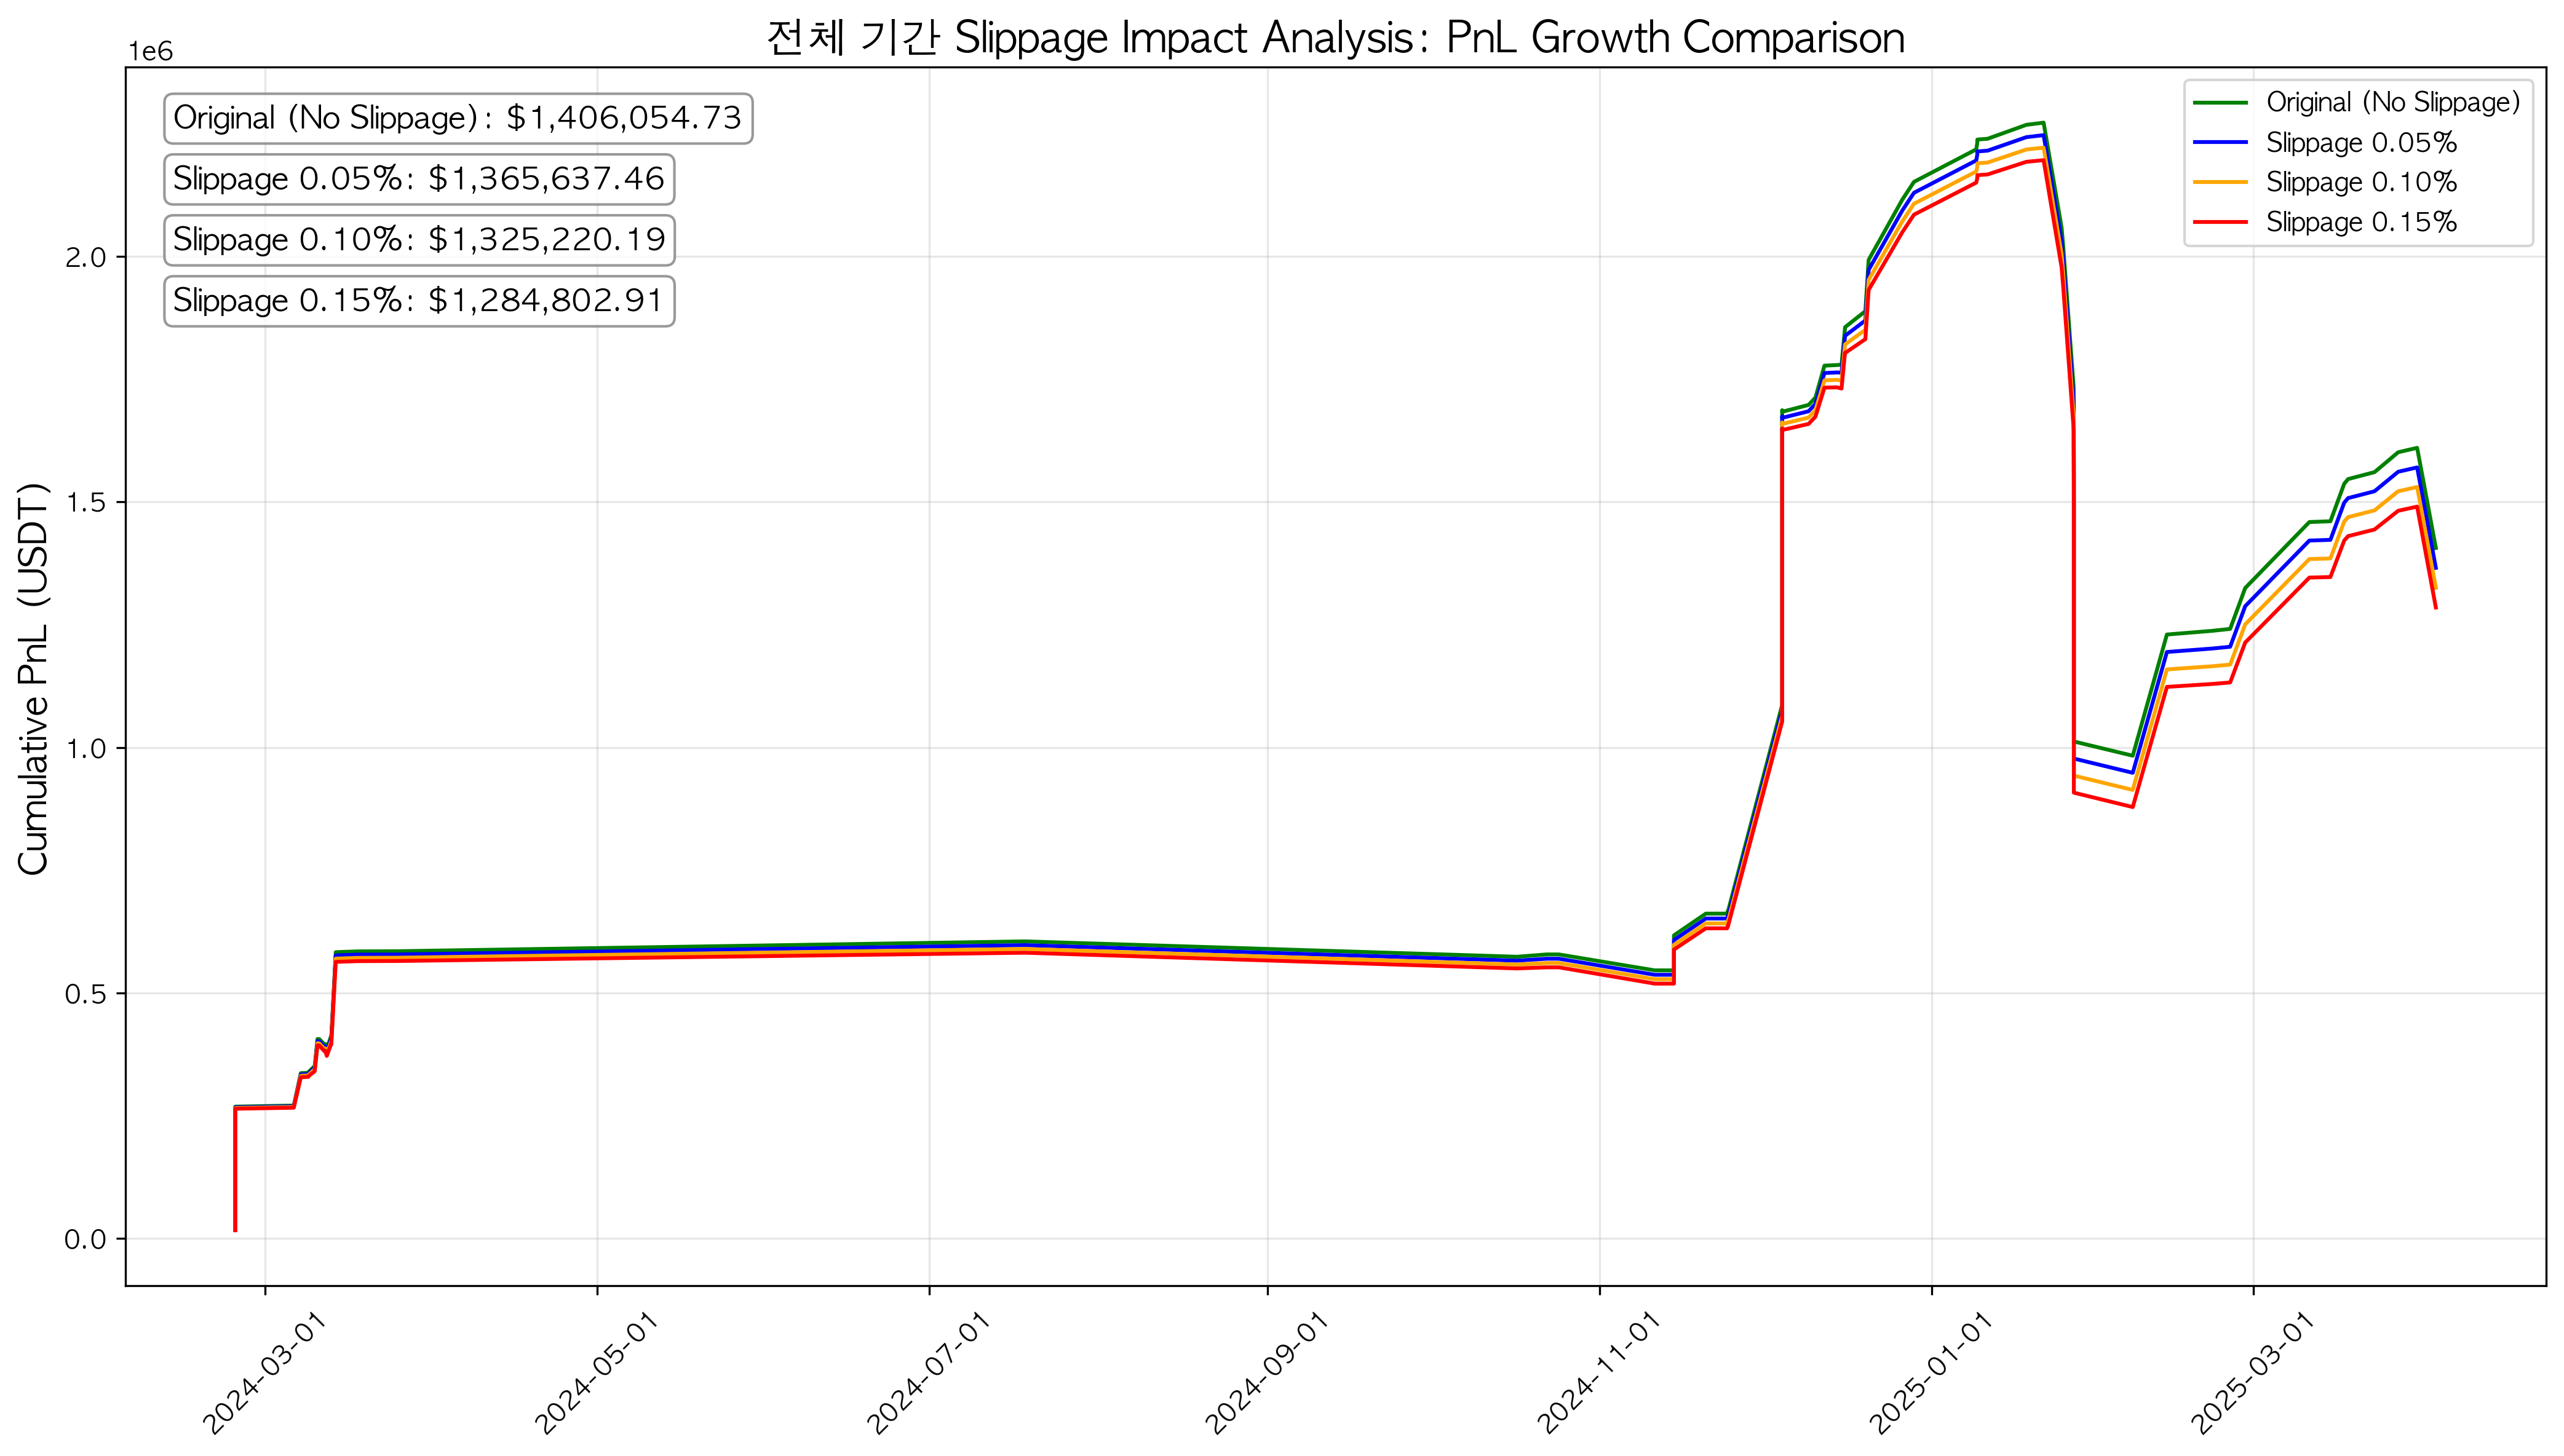 전체 기간 Slippage Impact Analysis: PnL Growth Comparison
1e6
Original (No Slippage): $1,406,054.73
Slippage 0.05%: $1,365,637.46
Slippage 0.10%: $1,325,220.19
Slippage 0.15%: $1,284,802.91
Original (No Slippage)
Slippage 0.05%
Slippage 0.10%
Slippage 0.15%
Cumulative PnL (USDT)
2.0
1.5
1.0
0.5
0.0
2024-03-01
2024-05-01
2024-07-01
2024-09-01
2024-11-01
2025-01-01
2025-03-01